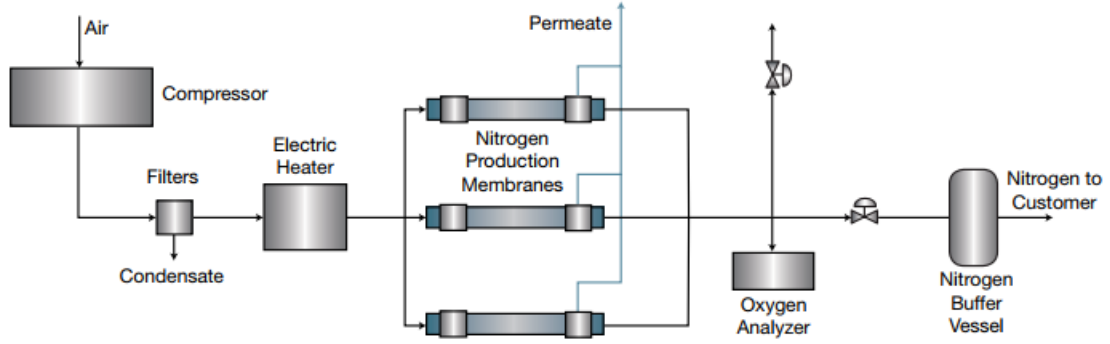 Air
Compressor
Filters
Condensate
Electric
Heater
Permeate
Nitrogen
Production
Membranes
Oxygen
Analyzer
Nitrogen to
Customer
Nitrogen
Buffer
Vessel